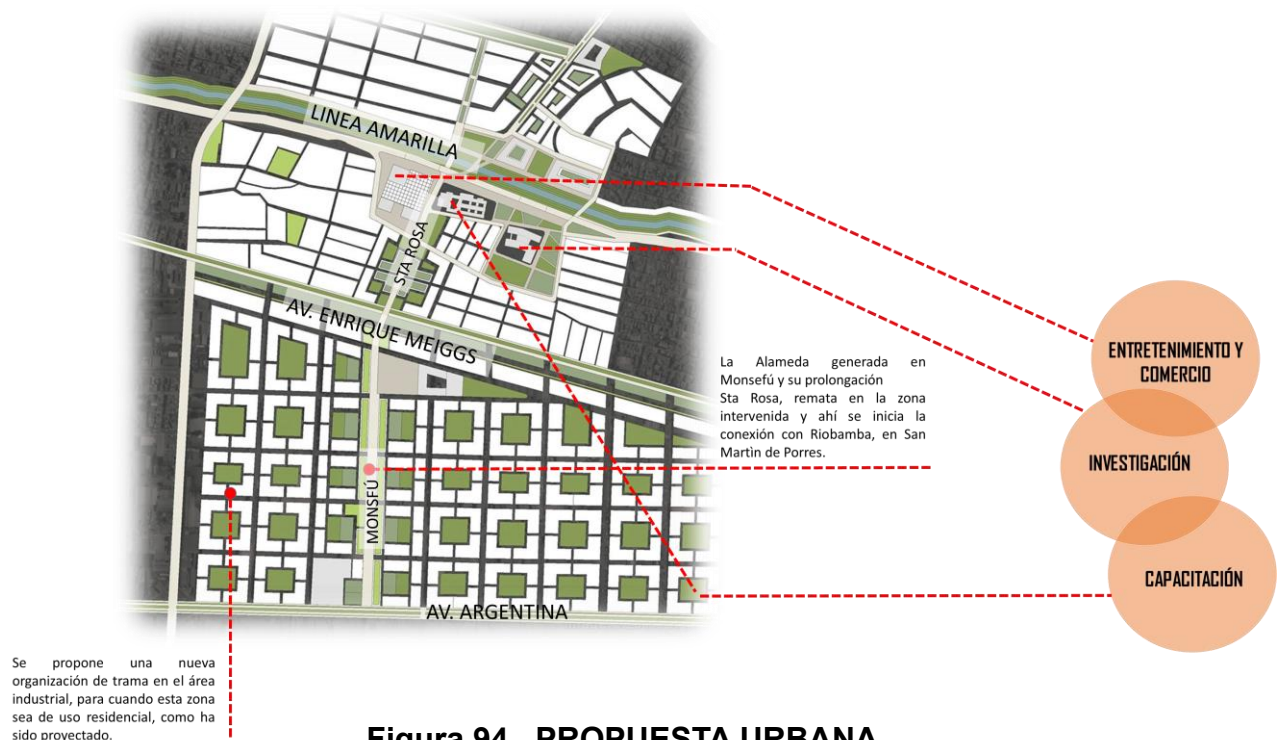 LINEA AMARILLA
STA ROSA
AV. ENRIQUE MEIGGS
MONSFÚ
AV. ARGENTINA
La Alameda generada en
Monsefú y su prolongación
Sta Rosa, remata en la zona
intervenida y ahí se inicia la
conexión con Riobamba, en San
Martìn de Porres.
ENTRETENIMIENTO Y
COMERCIO
INVESTIGACIÓN
CAPACITACIÓN
Se propone una nueva
organización de trama en el área
industrial, para cuando esta zona
sea de uso residencial, como ha
sido proyectado.
Figura 94. PROPUESTA URBANA